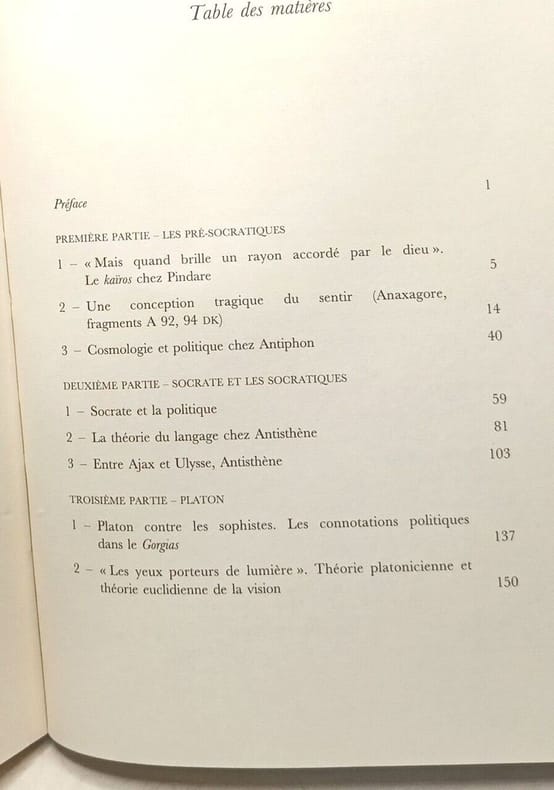 Table des matières
Préface 1
PREMIÈRE PARTIE – LES PRÉ-SOCRATIQUES
1 – « Mais quand brille un rayon accordé par le dieu ».
Le kaïros chez Pindare 5
2 – Une conception tragique du sentir (Anaxagore,
fragments A 92, 94 DK) 14
3 – Cosmologie et politique chez Antiphon 40
DEUXIÈME PARTIE – SOCRATE ET LES SOCRATIQUES
1 – Socrate et la politique 59
2 – La théorie du langage chez Antisthène 81
3 – Entre Ajax et Ulysse, Antisthène 103
TROISIÈME PARTIE – PLATON
1 – Platon contre les sophistes. Les connotations politiques
dans le Gorgias 137
2 – « Les yeux porteurs de lumière ». Théorie platonicienne et
théorie euclidienne de la vision 150